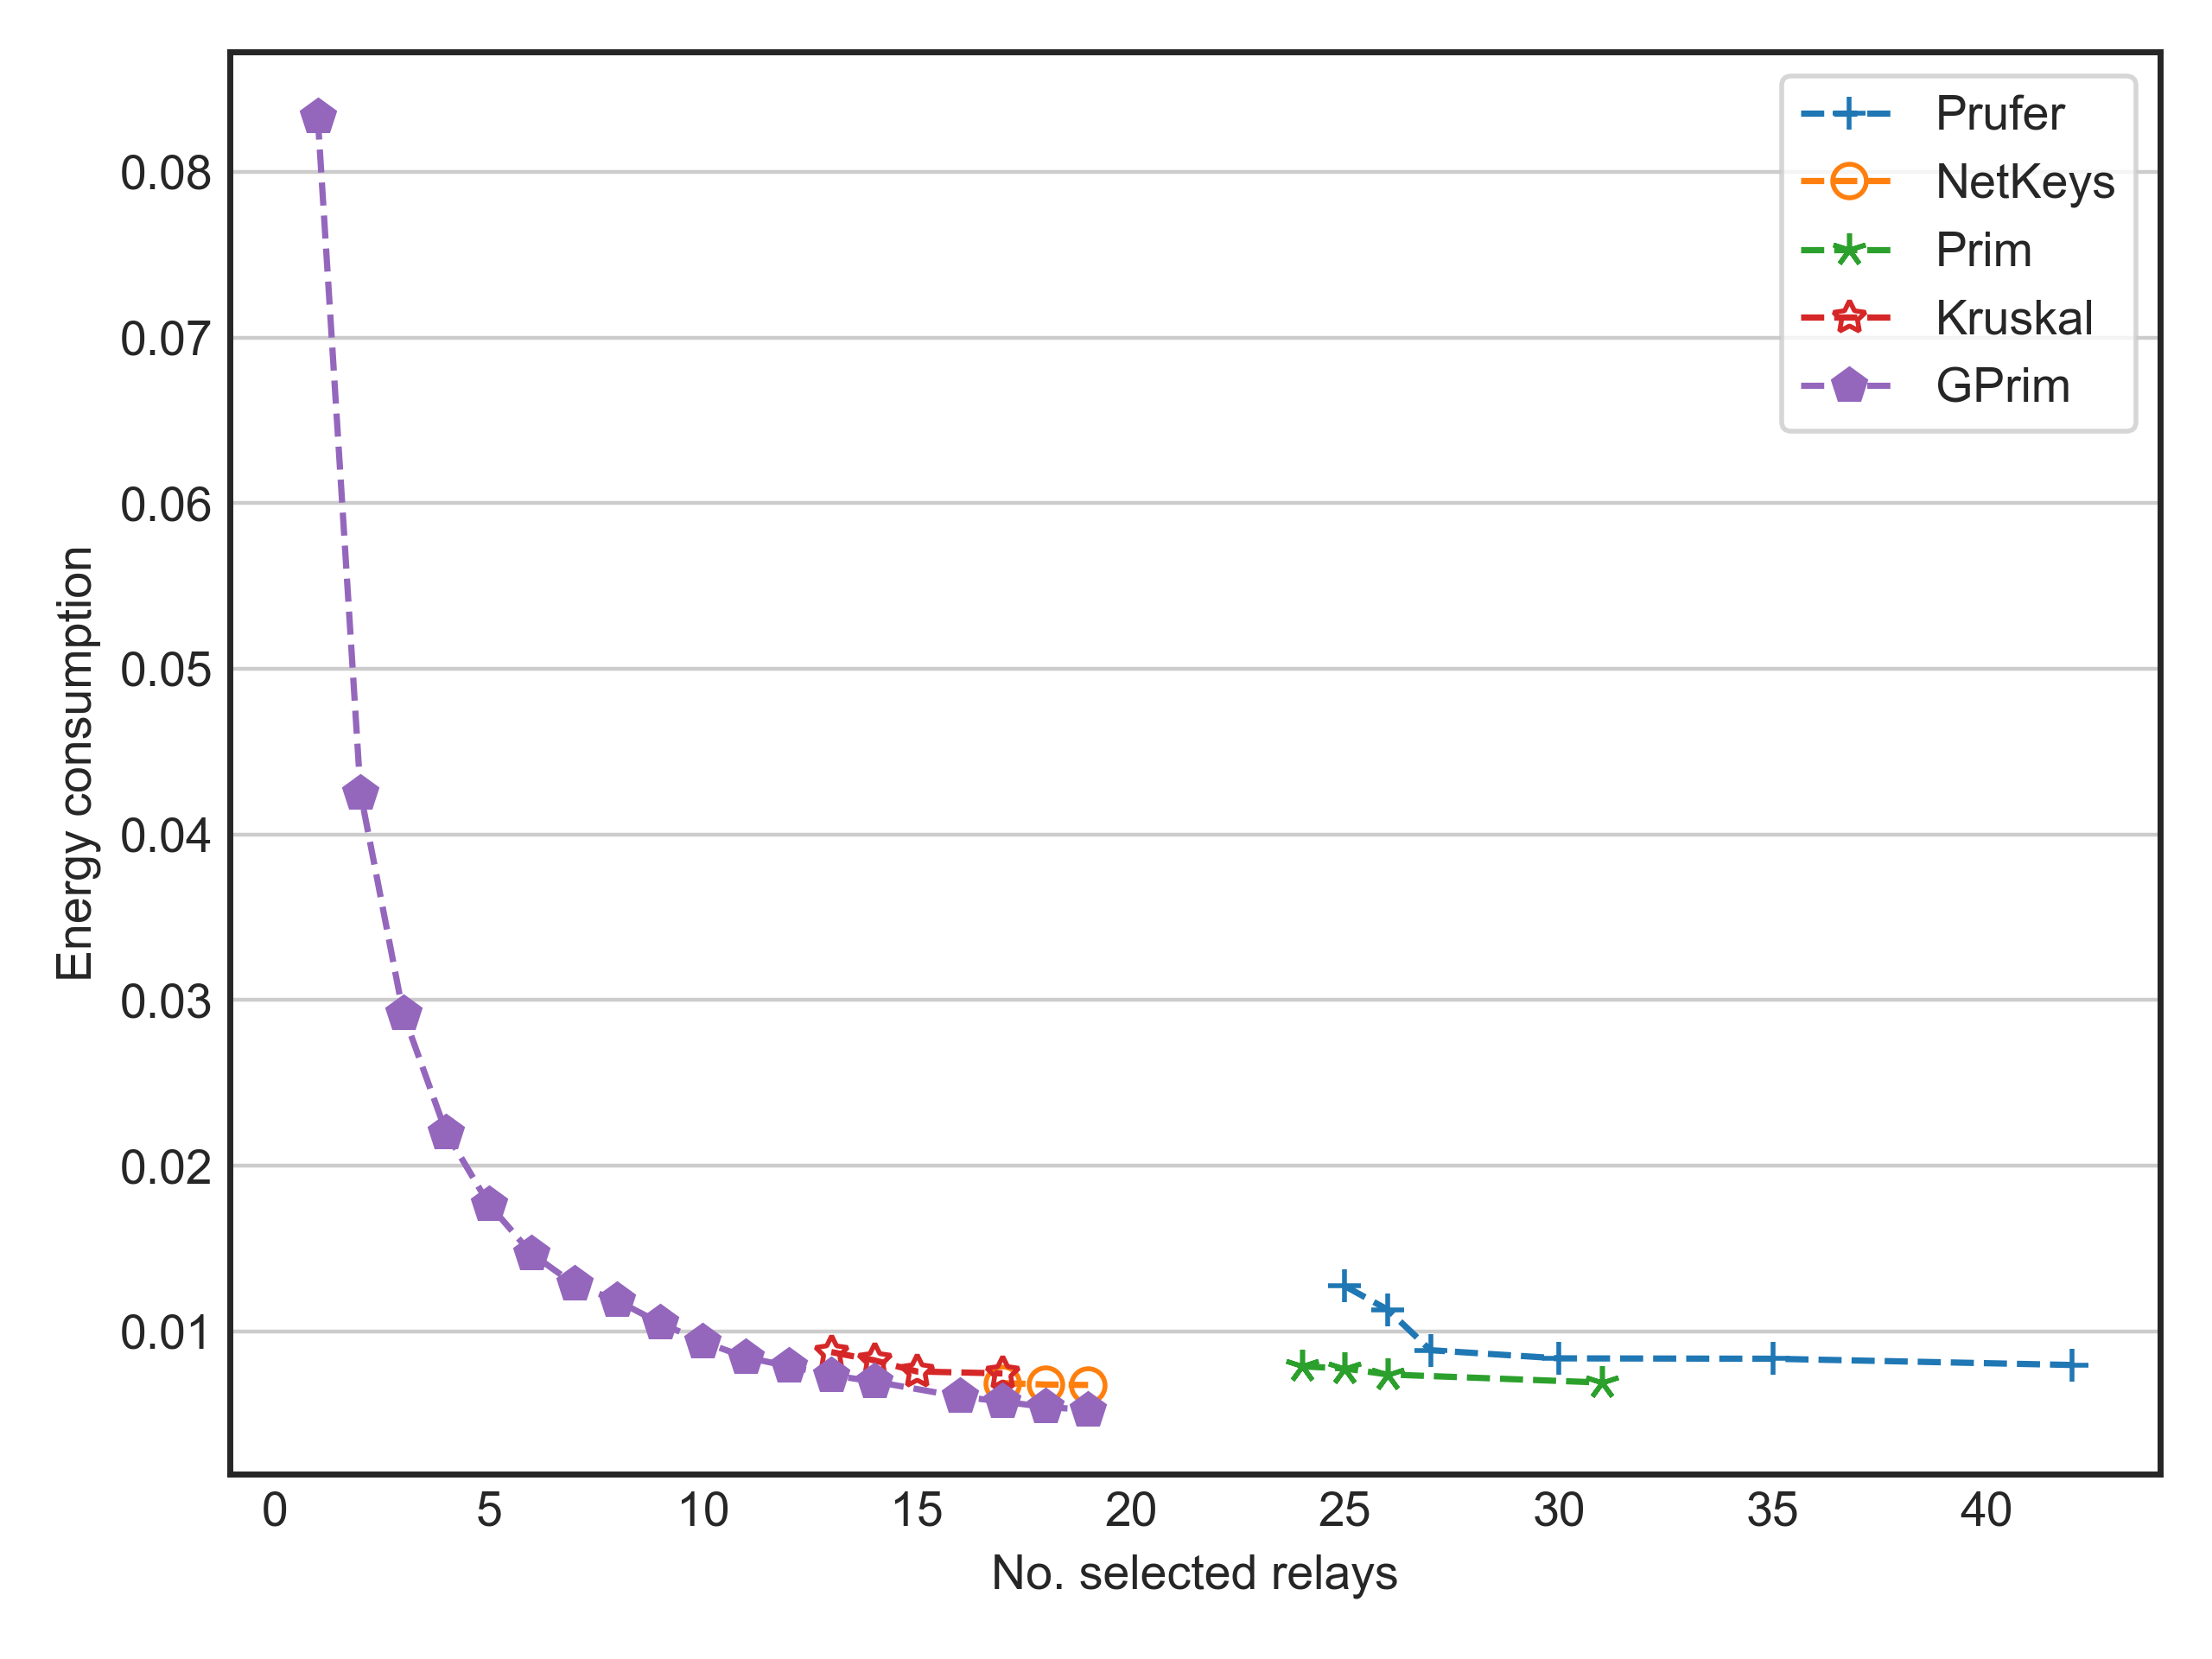 Prufer
NetKeys
Prim
Kruskal
GPrim
0.08
0.07
0.06
0.05
0.04
0.03
0.02
0.01
Energy consumption
0 5 10 15 20 25 30 35 40
No. selected relays